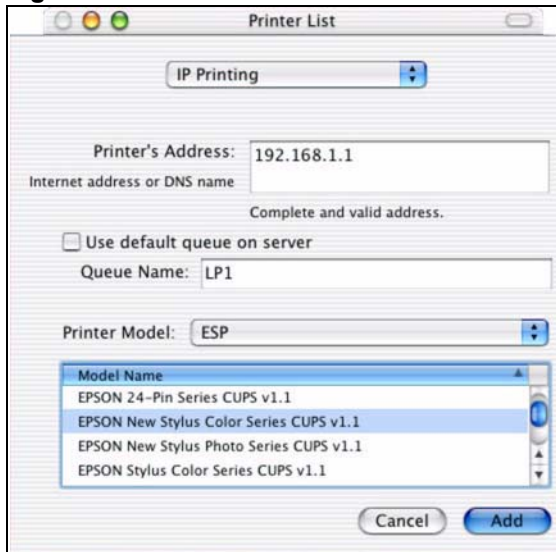 Printer List
IP Printing
Printer's Address: 192.168.1.1
Internet address or DNS name
Complete and valid address.
Use default queue on server
Queue Name: LP1
Printer Model: ESP
Model Name
EPSON 24-Pin Series CUPS v1.1
EPSON New Stylus Color Series CUPS v1.1
EPSON New Stylus Photo Series CUPS v1.1
EPSON Stylus Color Series CUPS v1.1
Cancel Add